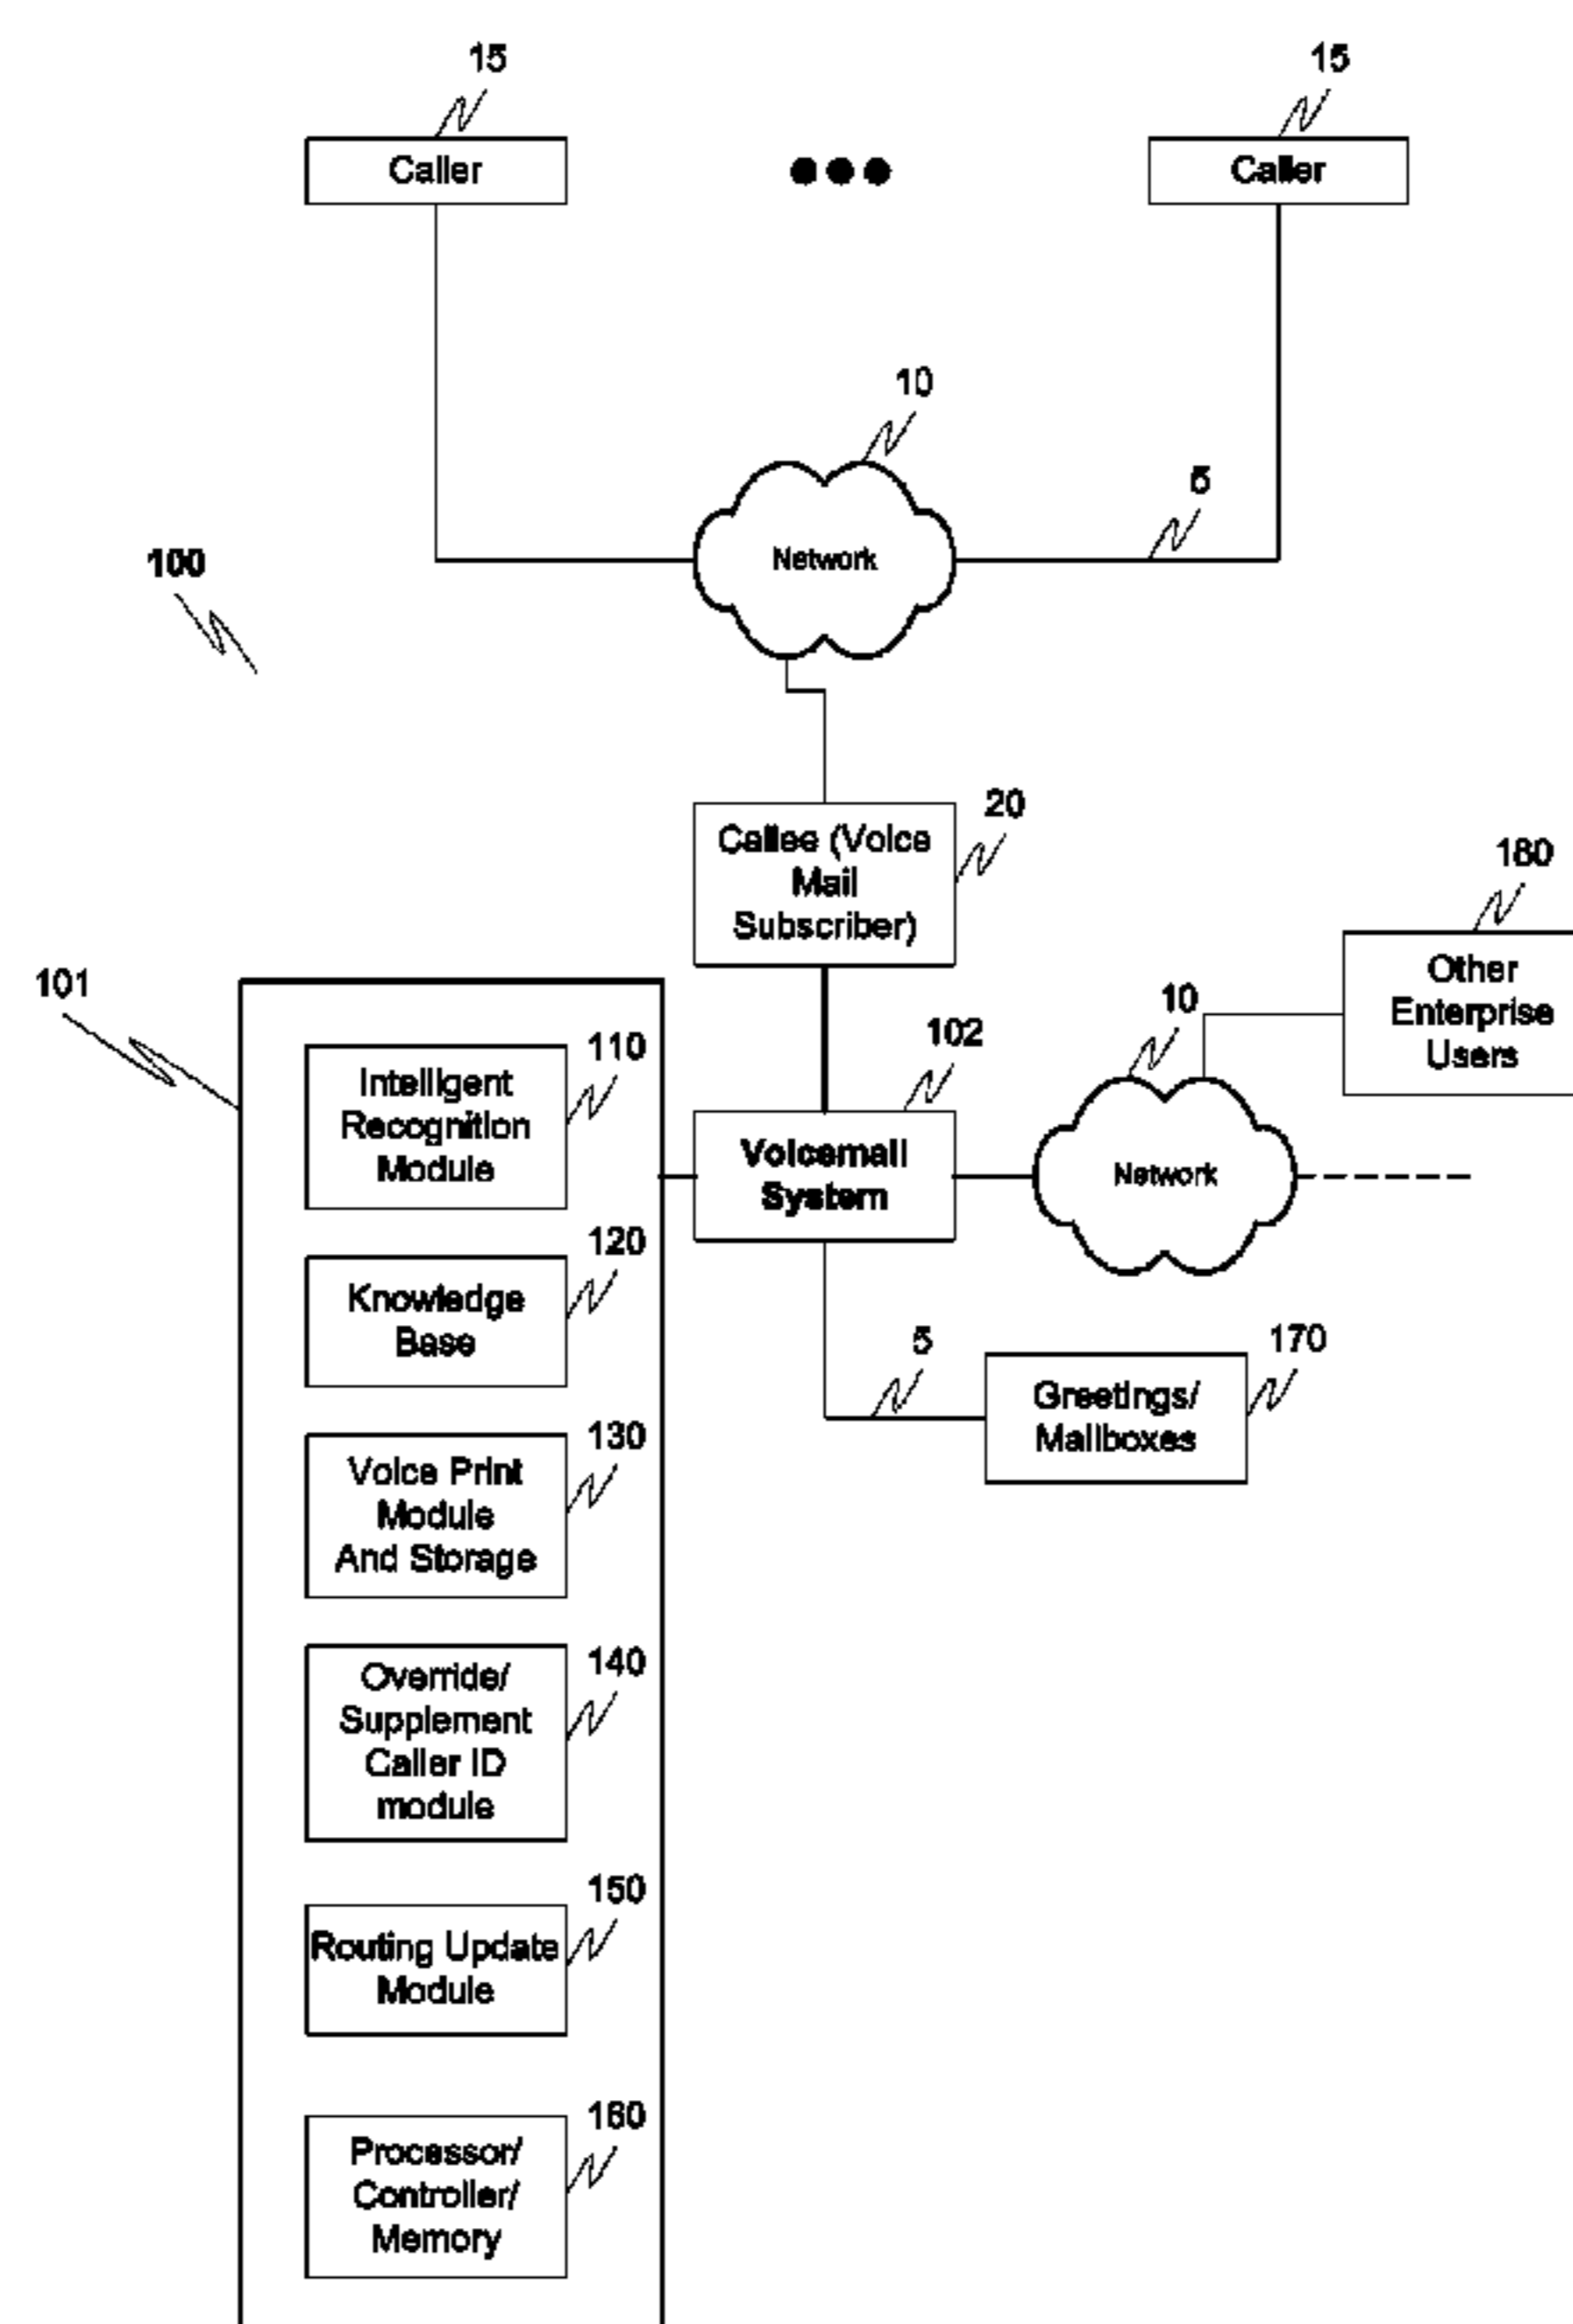 15
15
Caller
Caller
10
5
Network
100
20
Callee (Voice
Mail
Subscriber)
180
Other
Enterprise
Users
101
10
102
110
Intelligent
Recognition
Module
Voicemail
System
Network
120
Knowledge
Base
5
170
Greetings/
Mailboxes
130
Voice Print
Module
And Storage
140
Override/
Supplement
Caller ID
module
150
Routing Update
Module
160
Processor/
Controller/
Memory